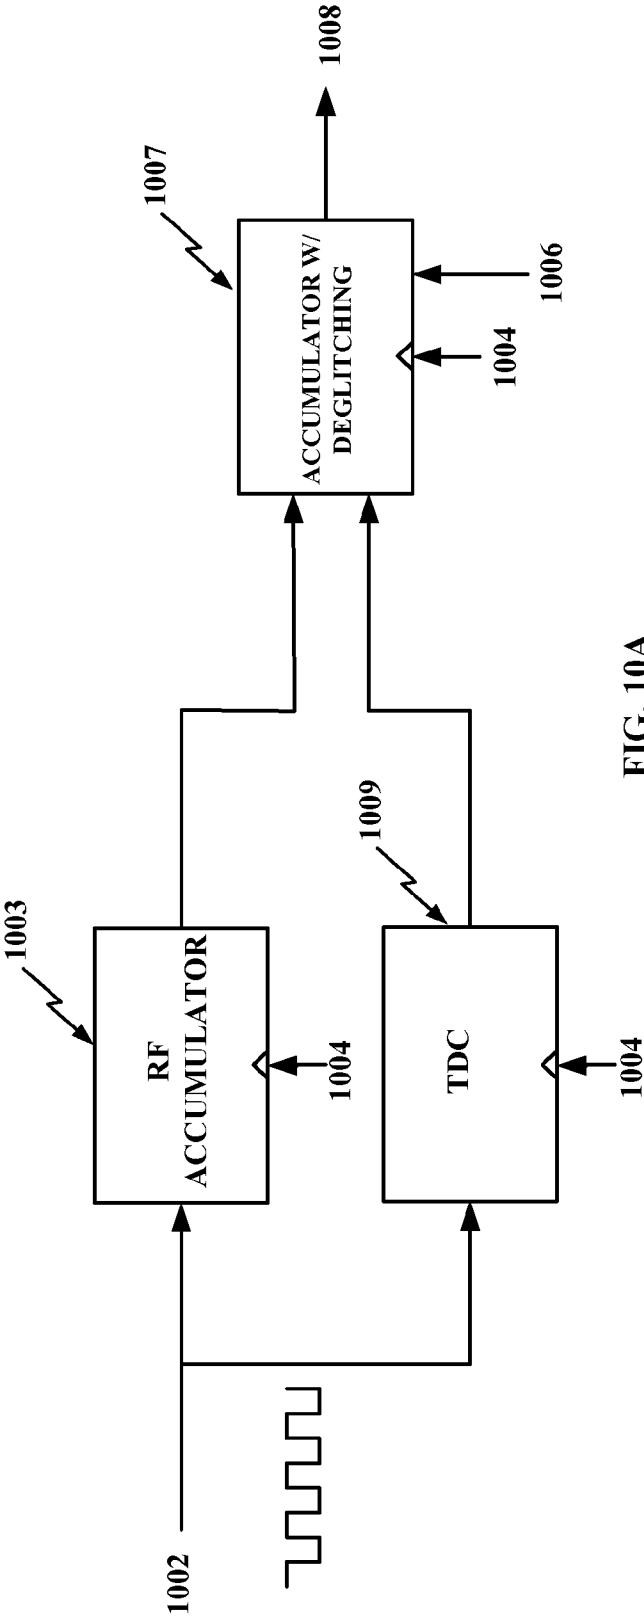 1002
1003
RF
ACCUMULATOR
1004
1009
TDC
1004
1007
ACCUMULATOR W/
DEGLITCHING
1004
1006
1008
FIG. 10A